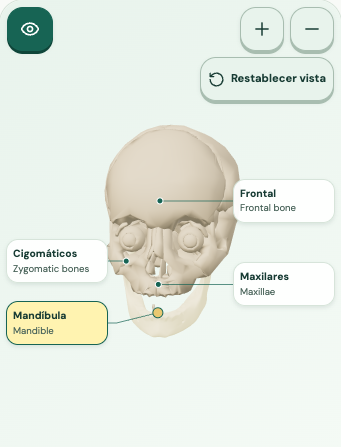 Restablecer vista
Frontal
Frontal bone
Cigomáticos
Zygomatic bones
Maxilares
Maxillae
Mandíbula
Mandible